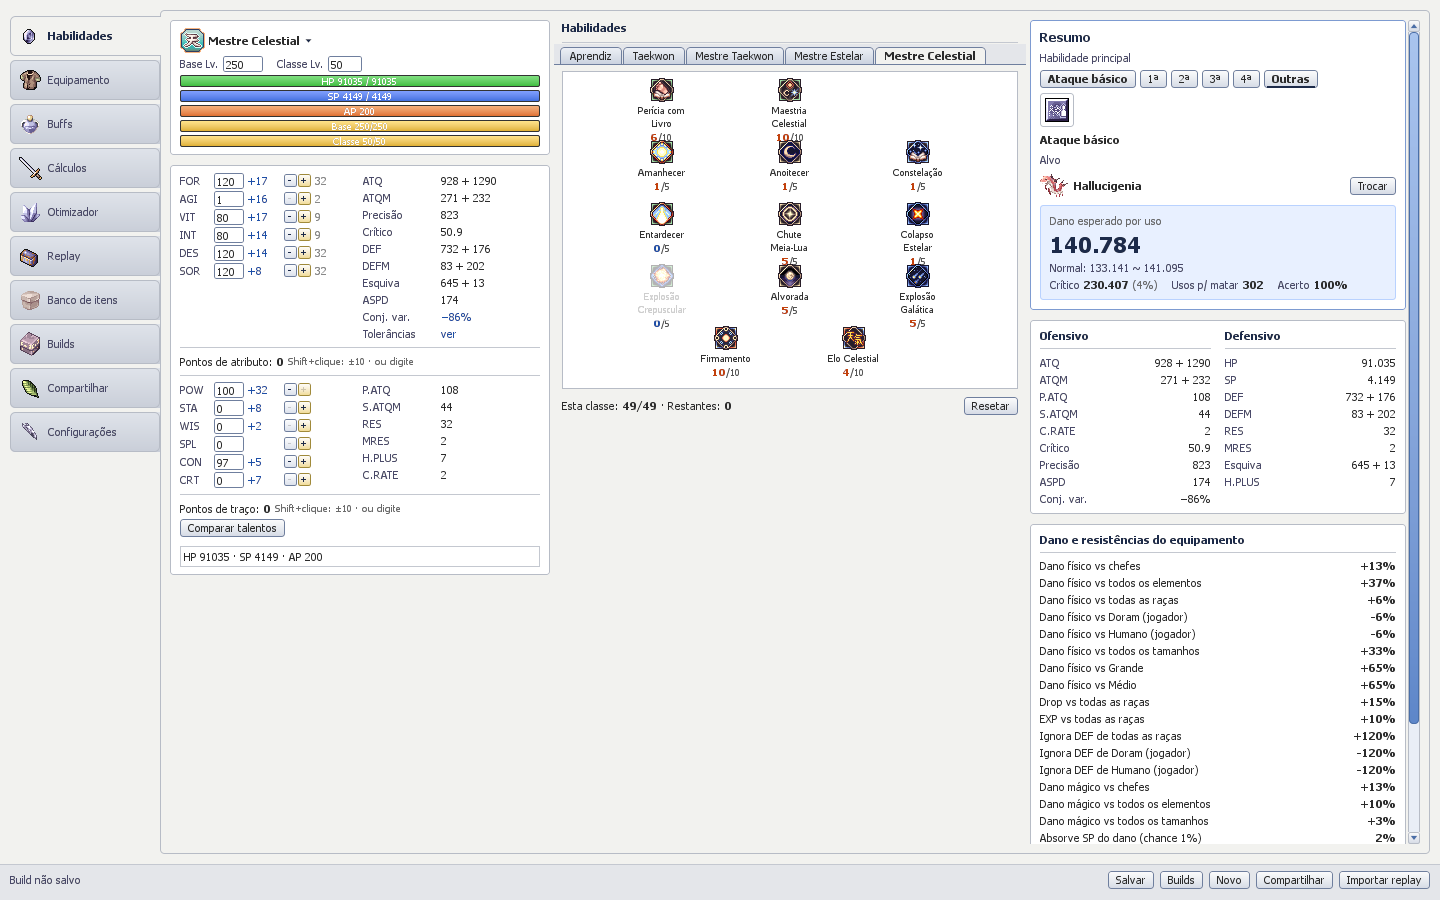 Habilidades
Equipamento
Buffs
Cálculos
Otimizador
Replay
Banco de itens
Builds
Compartilhar
Configurações
Mestre Celestial
Base Lv. 250 Classe Lv. 50
HP 91035 / 91035
SP 4149 / 4149
AP 200
Base 250/250
Classe 50/50
FOR 120 +17 - + 32
AGI 1 +16 - + 2
VIT 80 +17 - + 9
INT 80 +14 - + 9
DES 120 +14 - + 32
SOR 120 +8 - + 32
ATQ 928 + 1290
ATQM 271 + 232
Precisão 823
Crítico 50.9
DEF 732 + 176
DEFM 83 + 202
Esquiva 645 + 13
ASPD 174
Conj. var. −86%
Tolerâncias ver
Pontos de atributo: 0 Shift+clique: ±10 · ou digite
POW 100 +32 - +
STA 0 +8 - +
WIS 0 +2 - +
SPL 0 - +
CON 97 +5 - +
CRT 0 +7 - +
P.ATQ 108
S.ATQM 44
RES 32
MRES 2
H.PLUS 7
C.RATE 2
Pontos de traço: 0 Shift+clique: ±10 · ou digite
Comparar talentos
HP 91035 · SP 4149 · AP 200
Habilidades
Aprendiz Taekwon Mestre Taekwon Mestre Estelar Mestre Celestial
Perícia com
Livro
6/10
Maestria
Celestial
10/10
Amanhecer
1/5
Anoitecer
1/5
Constelação
1/5
Entardecer
0/5
Chute
Meia-Lua
5/5
Colapso
Estelar
1/5
Explosão
Crepuscular
0/5
Alvorada
5/5
Explosão
Galática
5/5
Firmamento
10/10
Elo Celestial
4/10
Esta classe: 49/49 · Restantes: 0
Resetar
Resumo
Habilidade principal
Ataque básico 1ª 2ª 3ª 4ª Outras
Ataque básico
Alvo
Hallucigenia
Trocar
Dano esperado por uso
140.784
Normal: 133.141 ~ 141.095
Crítico 230.407 (4%) Usos p/ matar 302 Acerto 100%
Ofensivo
ATQ 928 + 1290
ATQM 271 + 232
P.ATQ 108
S.ATQM 44
C.RATE 2
Crítico 50.9
Precisão 823
ASPD 174
Conj. var. −86%
Defensivo
HP 91.035
SP 4.149
DEF 732 + 176
DEFM 83 + 202
RES 32
MRES 2
Esquiva 645 + 13
H.PLUS 7
Dano e resistências do equipamento
Dano físico vs chefes +13%
Dano físico vs todos os elementos +37%
Dano físico vs todas as raças +6%
Dano físico vs Doram (jogador) -6%
Dano físico vs Humano (jogador) -6%
Dano físico vs todos os tamanhos +33%
Dano físico vs Grande +65%
Dano físico vs Médio +65%
Drop vs todas as raças +15%
EXP vs todas as raças +10%
Ignora DEF de todas as raças +120%
Ignora DEF de Doram (jogador) -120%
Ignora DEF de Humano (jogador) -120%
Dano mágico vs chefes +13%
Dano mágico vs todos os elementos +10%
Dano mágico vs todos os tamanhos +3%
Absorve SP do dano (chance 1%) 2%
Build não salvo
Salvar Builds Novo Compartilhar Importar replay